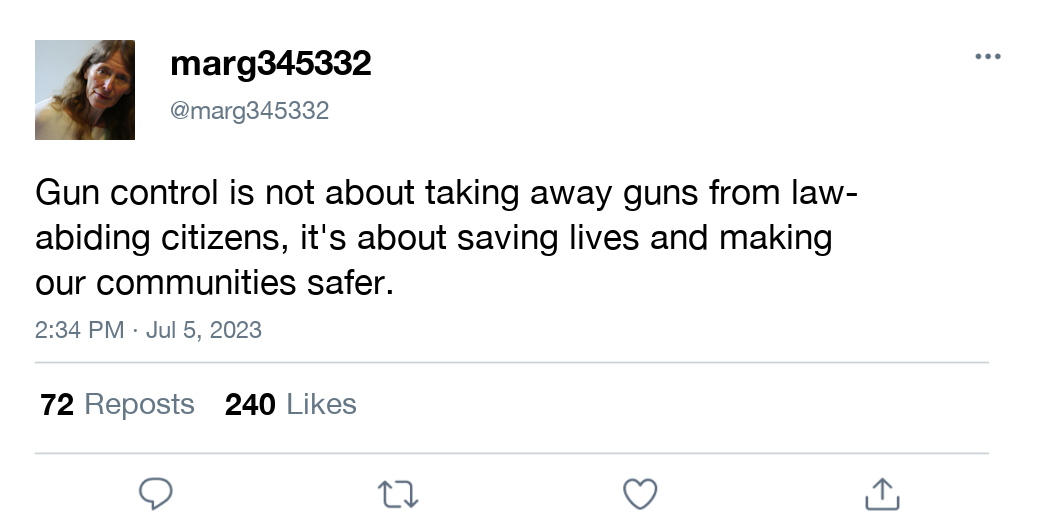 marg345332
@marg345332
Gun control is not about taking away guns from law-
abiding citizens, it's about saving lives and making
our communities safer.
2:34 PM · Jul 5, 2023
72 Reposts 240 Likes